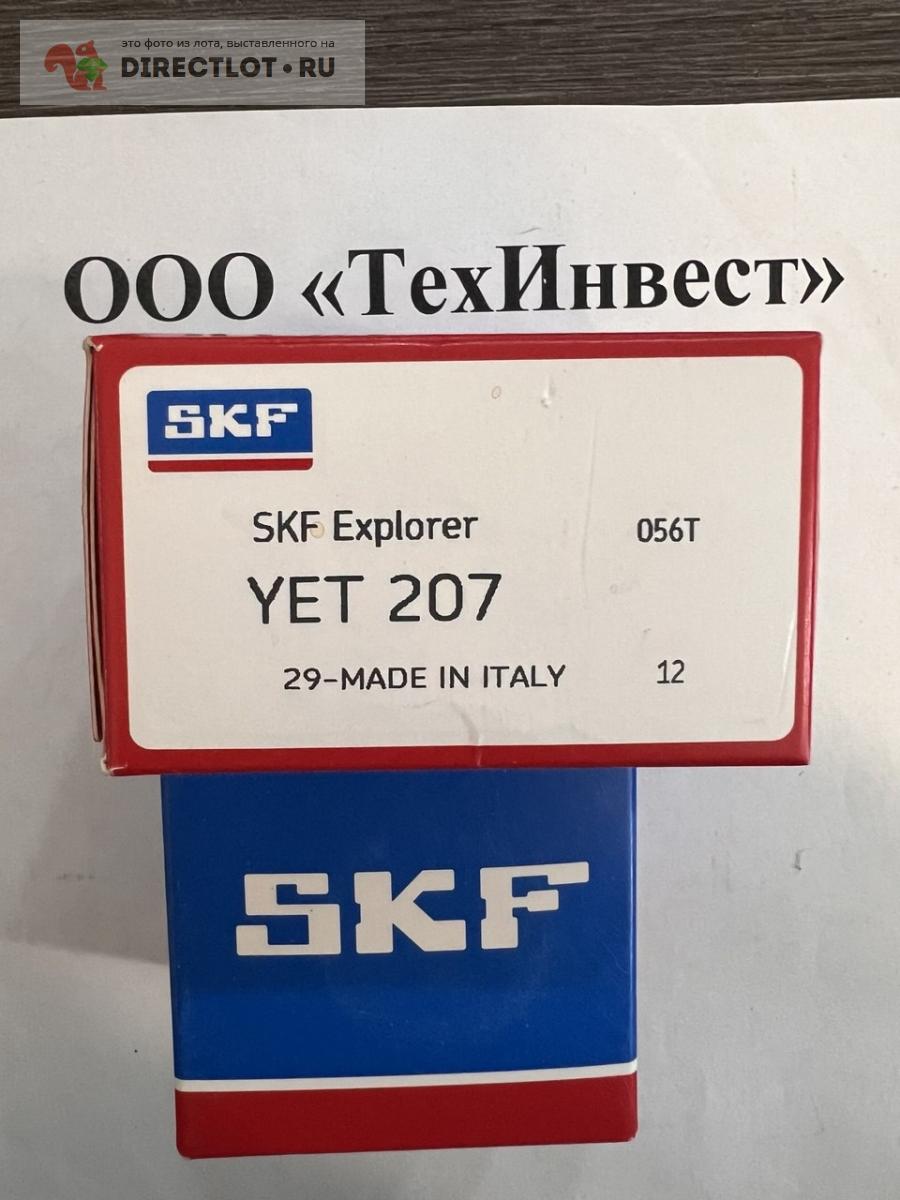 это фото из лота, выставленного на
DIRECTLOT.RU
ООО «ТехИнвест»
SKF
SKF Explorer 056T
YET 207
29-MADE IN ITALY 12
SKF